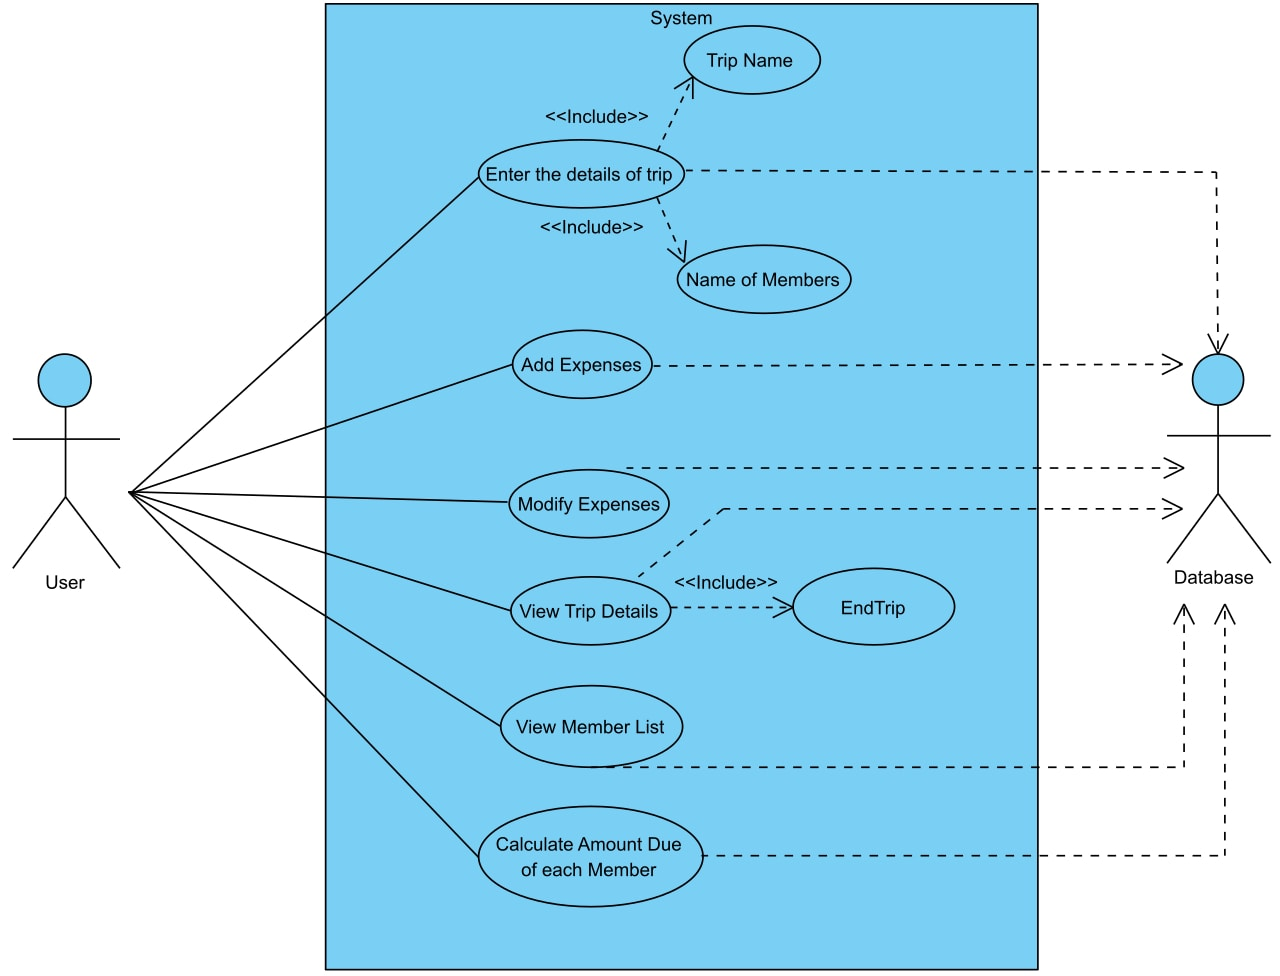 System
Trip Name
<<Include>>
Enter the details of trip
<<Include>>
Name of Members
Add Expenses
Modify Expenses
User
Database
<<Include>>
View Trip Details
EndTrip
View Member List
Calculate Amount Due
of each Member